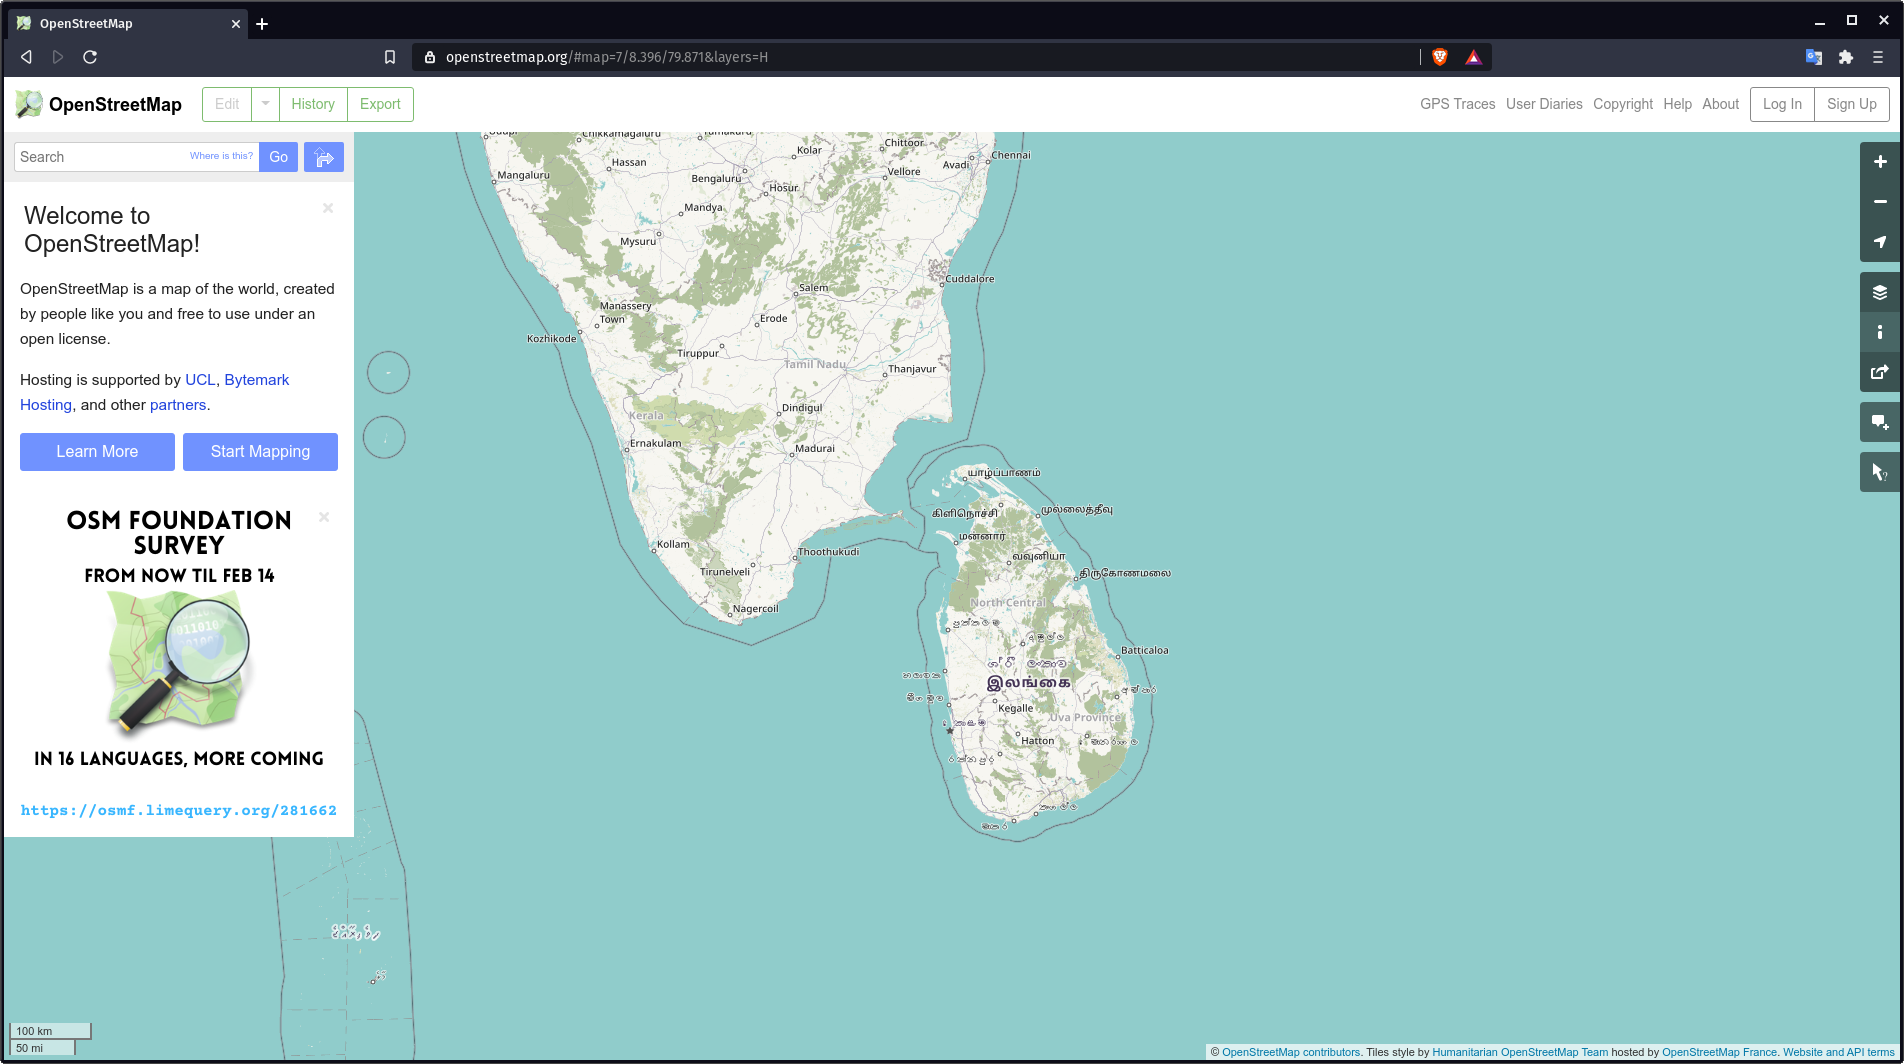 OpenStreetMap
openstreetmap.org/#map=7/8.396/79.871&layers=H
OpenStreetMap
Edit
History
Export
GPS Traces
User Diaries
Copyright
Help
About
Log In
Sign Up
Search
Where is this?
Go
Welcome to
OpenStreetMap!
OpenStreetMap is a map of the world, created
by people like you and free to use under an
open license.
Hosting is supported by UCL, Bytemark
Hosting, and other partners.
Learn More
Start Mapping
OSM FOUNDATION
SURVEY
FROM NOW TIL FEB 14
IN 16 LANGUAGES, MORE COMING
https://osmf.limequery.org/281662
Chikkamagaluru
Chittoor
Kolar
Avadi
Chennai
Hassan
Mangaluru
Bengaluru
Vellore
Hosur
Mandya
Mysuru
Cuddalore
Salem
Manassery
Town
Erode
Kozhikode
Tiruppur
Tamil Nadu
Thanjavur
Kerala
Dindigul
Ernakulam
Madurai
யாழ்ப்பாணம்
கிளிநொச்சி
முல்லைத்தீவு
மன்னார்
Kollam
Thoothukudi
வவுனியா
Tirunelveli
திருகோணமலை
North Central
Nagercoil
Batticaloa
இலங்கை
Kegalle
Uva Province
Hatton
100 km
50 mi
© OpenStreetMap contributors. Tiles style by Humanitarian OpenStreetMap Team hosted by OpenStreetMap France. Website and API terms